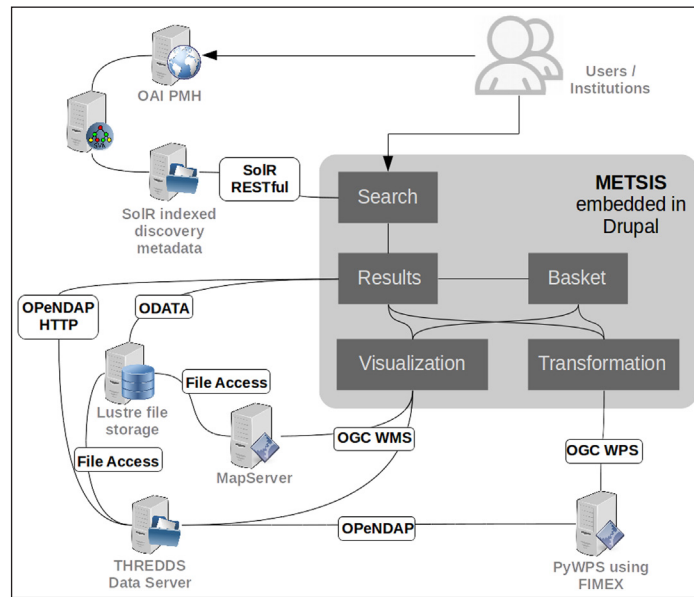 OAI PMH
Users /
Institutions
SVN
SolR
RESTful
SolR indexed
discovery
metadata
METSIS
embedded in
Drupal
Search
Results
Basket
OPeNDAP
HTTP
ODATA
Visualization
Transformation
File Access
Lustre file
storage
OGC WMS
MapServer
OGC WPS
File Access
OPeNDAP
THREDDS
Data Server
PyWPS using
FIMEX